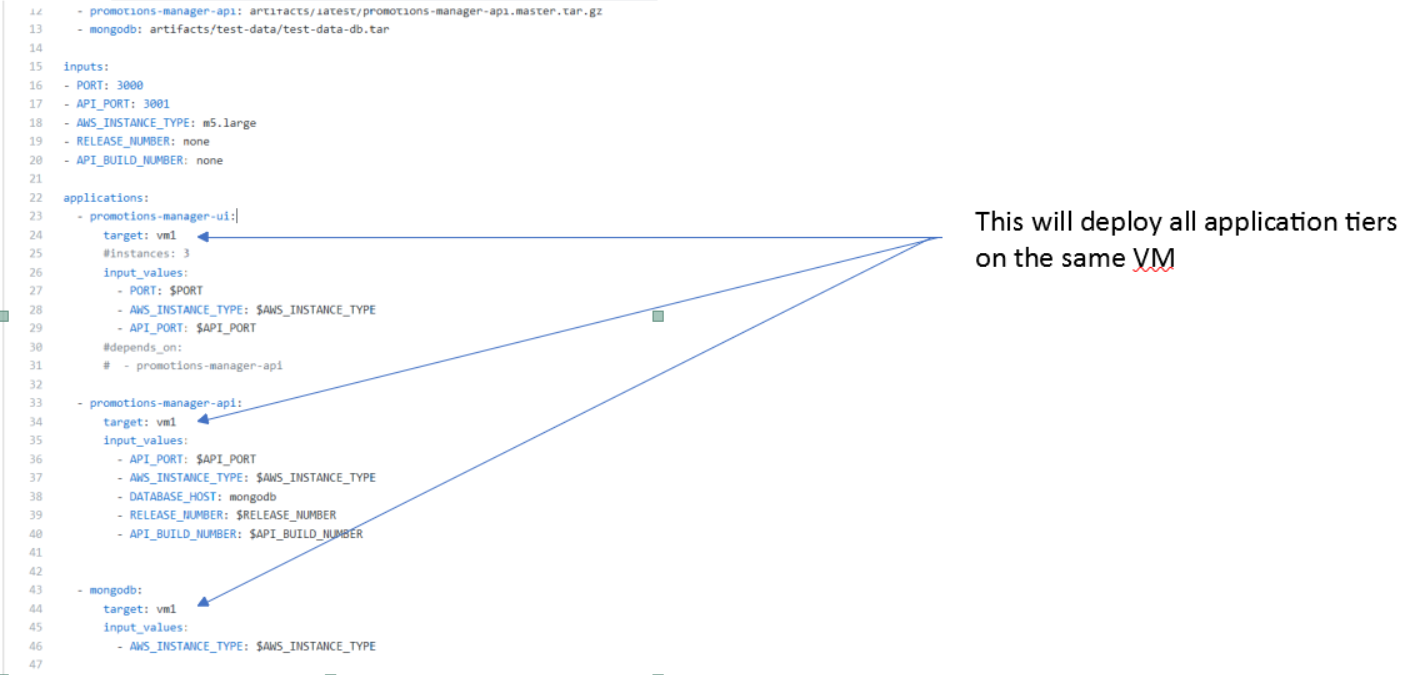 12 - promotions-manager-api: artifacts/latest/promotions-manager-api.master.tar.gz
13 - mongodb: artifacts/test-data/test-data-db.tar
14
15 inputs:
16 - PORT: 3000
17 - API_PORT: 3001
18 - AWS_INSTANCE_TYPE: m5.large
19 - RELEASE_NUMBER: none
20 - API_BUILD_NUMBER: none
21
22 applications:
23 - promotions-manager-ui:
24 target: vm1
25 #instances: 3
26 input_values:
27 - PORT: $PORT
28 - AWS_INSTANCE_TYPE: $AWS_INSTANCE_TYPE
29 - API_PORT: $API_PORT
30 #depends_on:
31 # - promotions-manager-api
32
33 - promotions-manager-api:
34 target: vm1
35 input_values:
36 - API_PORT: $API_PORT
37 - AWS_INSTANCE_TYPE: $AWS_INSTANCE_TYPE
38 - DATABASE_HOST: mongodb
39 - RELEASE_NUMBER: $RELEASE_NUMBER
40 - API_BUILD_NUMBER: $API_BUILD_NUMBER
41
42
43 - mongodb:
44 target: vm1
45 input_values:
46 - AWS_INSTANCE_TYPE: $AWS_INSTANCE_TYPE
47
This will deploy all application tiers
on the same VM